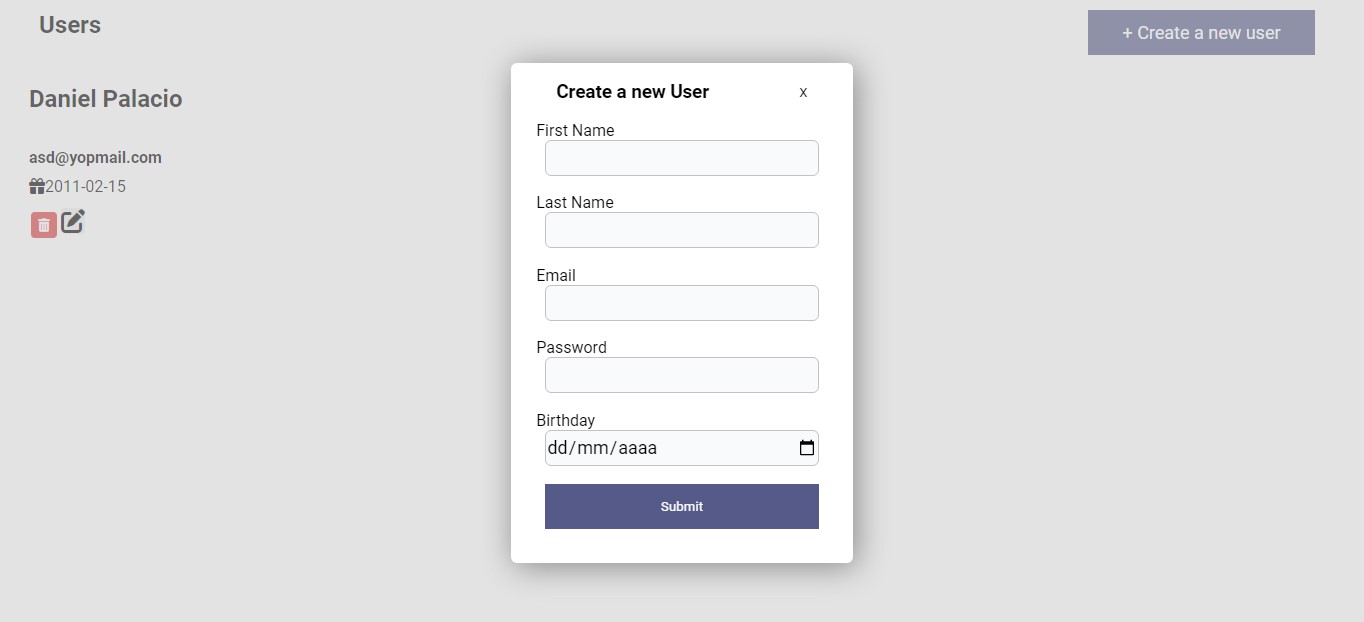 Users
+ Create a new user
Daniel Palacio
asd@yopmail.com
2011-02-15
Create a new User
x
First Name
Last Name
Email
Password
Birthday
dd/mm/aaaa
Submit